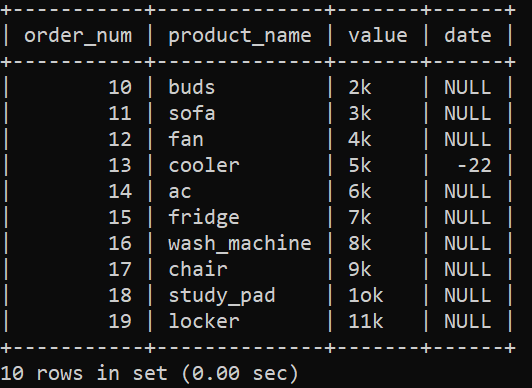 +-----------+--------------+-------+------+
| order_num | product_name | value | date |
+-----------+--------------+-------+------+
|        10 | buds         | 2k    | NULL |
|        11 | sofa         | 3k    | NULL |
|        12 | fan          | 4k    | NULL |
|        13 | cooler       | 5k    |  -22 |
|        14 | ac           | 6k    | NULL |
|        15 | fridge       | 7k    | NULL |
|        16 | wash_machine | 8k    | NULL |
|        17 | chair        | 9k    | NULL |
|        18 | study_pad    | 1ok   | NULL |
|        19 | locker       | 11k   | NULL |
+-----------+--------------+-------+------+
10 rows in set (0.00 sec)